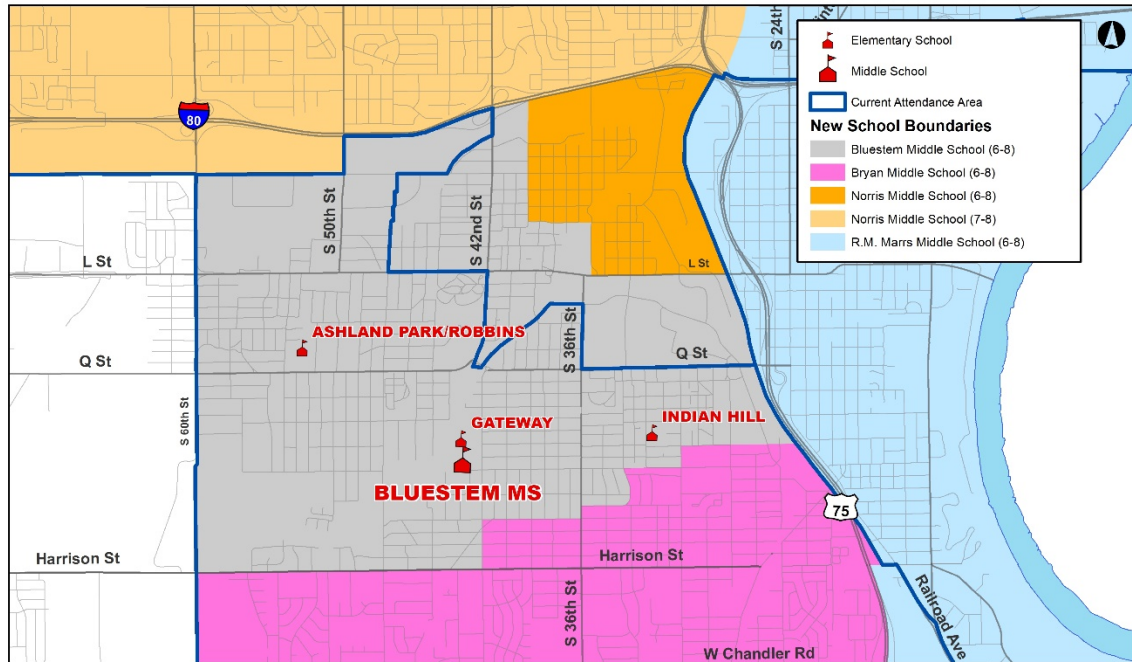 S 24th St
Elementary School
Middle School
Current Attendance Area
New School Boundaries
Bluestem Middle School (6-8)
Bryan Middle School (6-8)
Norris Middle School (6-8)
Norris Middle School (7-8)
R.M. Marrs Middle School (6-8)
80
S 50th St
S 42nd St
L St
L St
ASHLAND PARK/ROBBINS
S 36th St
Q St
Q St
S 60th St
GATEWAY
INDIAN HILL
BLUESTEM MS
75
Harrison St
Harrison St
S 36th St
Railroad Ave
W Chandler Rd